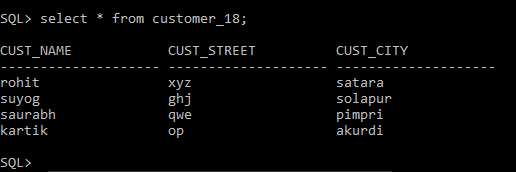 SQL> select * from customer_18;
CUST_NAME CUST_STREET CUST_CITY
-------------------- -------------------- --------------------
rohit xyz satara
suyog ghj solapur
saurabh qwe pimpri
kartik op akurdi
SQL>